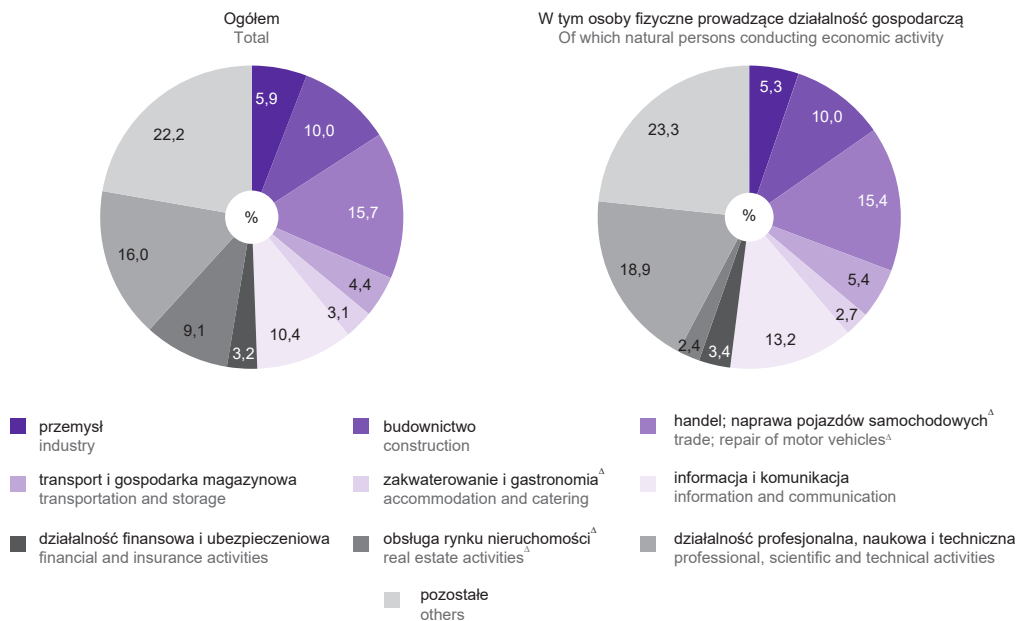 Ogółem
Total
W tym osoby fizyczne prowadzące działalność gospodarczą
Of which natural persons conducting economic activity
5,9
10,0
15,7
4,4
3,1
10,4
3,2
9,1
16,0
22,2
%
5,3
10,0
15,4
5,4
2,7
13,2
3,4
2,4
18,9
23,3
%
przemysł
industry
budownictwo
construction
handel; naprawa pojazdów samochodowychΔ
trade; repair of motor vehiclesΔ
transport i gospodarka magazynowa
transportation and storage
zakwaterowanie i gastronomiaΔ
accommodation and catering
informacja i komunikacja
information and communication
działalność finansowa i ubezpieczeniowa
financial and insurance activities
obsługa rynku nieruchomościΔ
real estate activitiesΔ
działalność profesjonalna, naukowa i techniczna
professional, scientific and technical activities
pozostałe
others